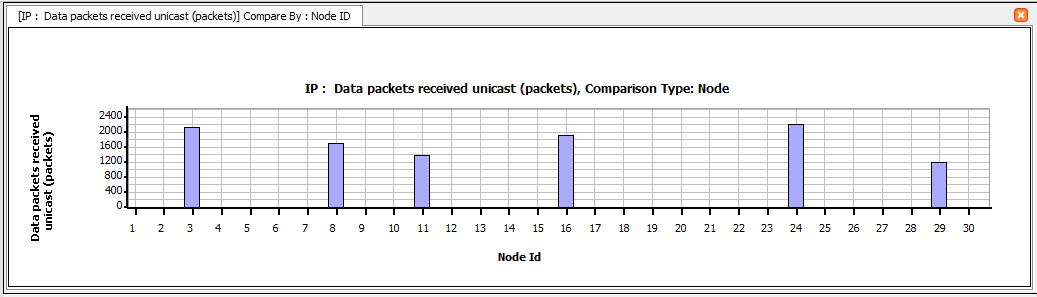 [IP :  Data packets received unicast (packets)] Compare By : Node ID
IP :  Data packets received unicast (packets), Comparison Type: Node
Data packets received
unicast (packets)
2400
2000
1600
1200
800
400
0
1 2 3 4 5 6 7 8 9 10 11 12 13 14 15 16 17 18 19 20 21 22 23 24 25 26 27 28 29 30
Node Id